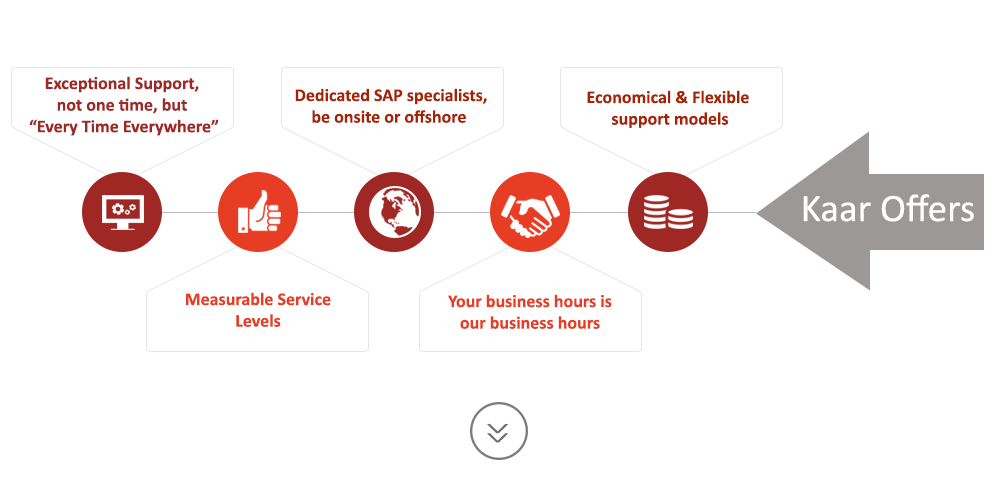 Exceptional Support,
not one time, but
“Every Time Everywhere”
Dedicated SAP specialists,
be onsite or offshore
Economical & Flexible
support models
Kaar Offers
Measurable Service
Levels
Your business hours is
our business hours